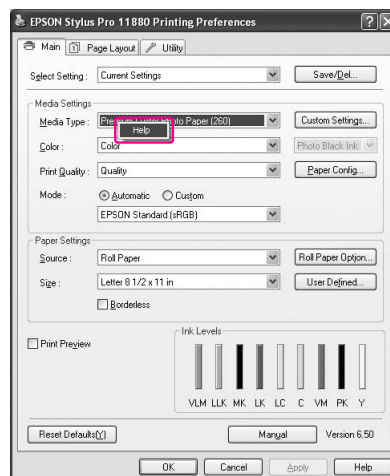 EPSON Stylus Pro 11880 Printing Preferences
Main Page Layout Utility
Select Setting : Current Settings Save/Del...
Media Settings
Media Type : Photo Paper (260) Custom Settings...
Help
Color : Color Photo Black Ink
Print Quality : Quality Paper Config...
Mode : Automatic Custom
EPSON Standard (sRGB)
Paper Settings
Source : Roll Paper Roll Paper Option...
Size : Letter 8 1/2 x 11 in User Defined...
Borderless
Print Preview
Ink Levels
VLM LLK MK LK LC C VM PK Y
Reset Defaults(Y) Manual Version 6.50
OK Cancel Apply Help